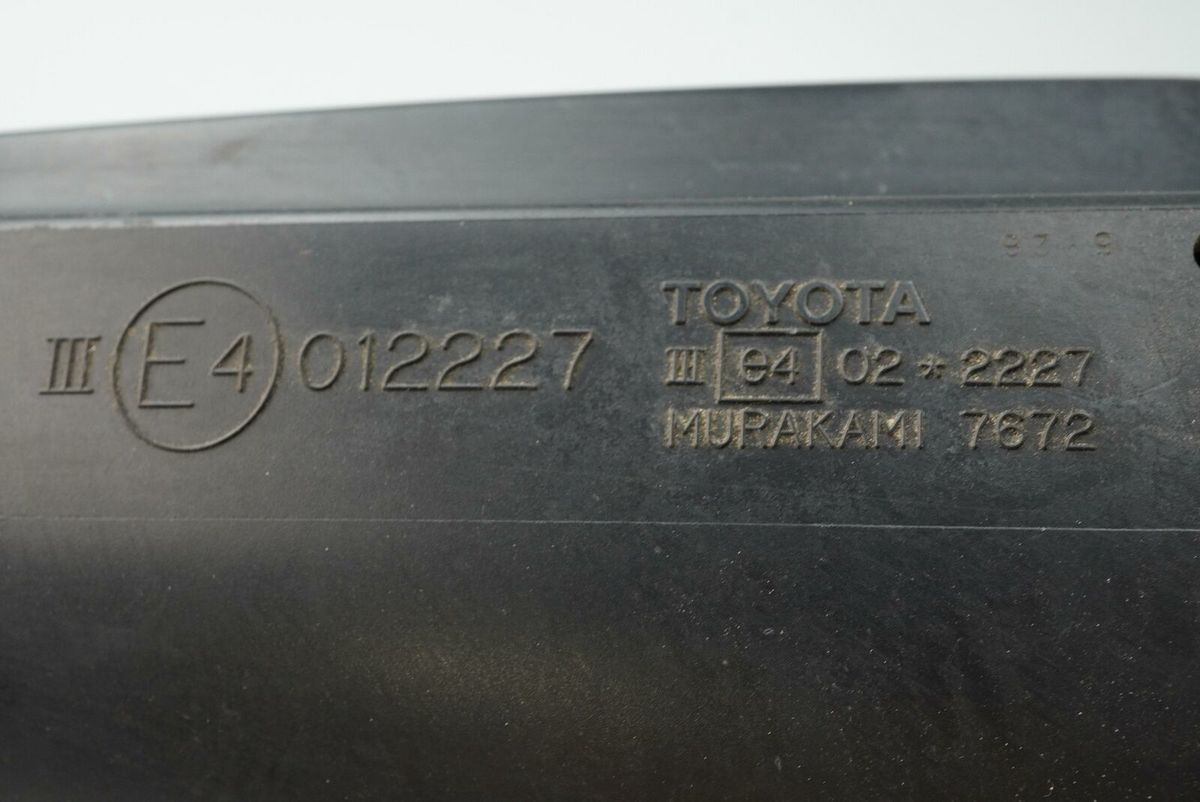 III E4 012227
TOYOTA
III e4 02 * 2227
MURAKAMI 7672